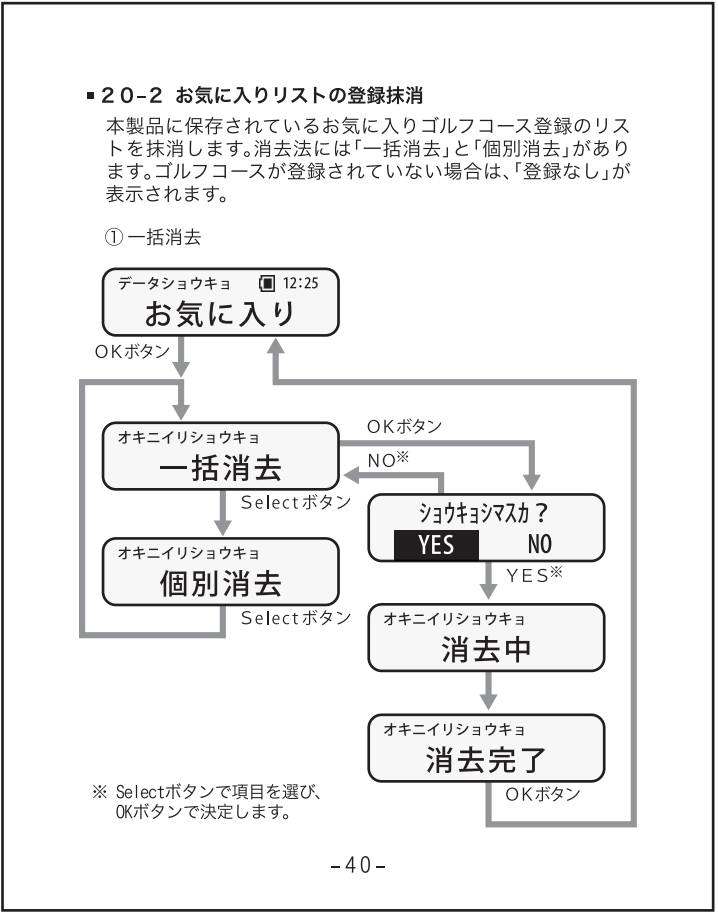 ▪２０−２ お気に入りリストの登録抹消
本製品に保存されているお気に入りゴルフコース登録のリス
トを抹消します。消去法には「一括消去」と「個別消去」があり
ます。ゴルフコースが登録されていない場合は、「登録なし」が
表示されます。
① 一括消去
データショウキョ 12:25
お気に入り
OKボタン
オキニイリショウキョ
一括消去
OKボタン
NO※
Selectボタン
ショウキョシマスカ？
YES NO
YES※
オキニイリショウキョ
個別消去
Selectボタン
オキニイリショウキョ
消去中
オキニイリショウキョ
消去完了
OKボタン
※ Selectボタンで項目を選び、
OKボタンで決定します。
−40−